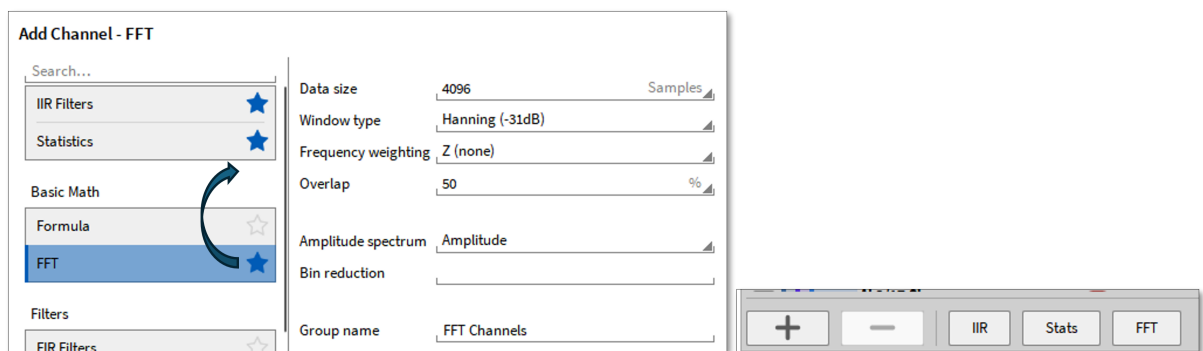 Add Channel - FFT
Search...
IIR Filters
Statistics
Basic Math
Formula
FFT
Filters
FIR Filters
Data size 4096 Samples
Window type Hanning (-31dB)
Frequency weighting Z (none)
Overlap 50 %
Amplitude spectrum Amplitude
Bin reduction
Group name FFT Channels
IIR Stats FFT